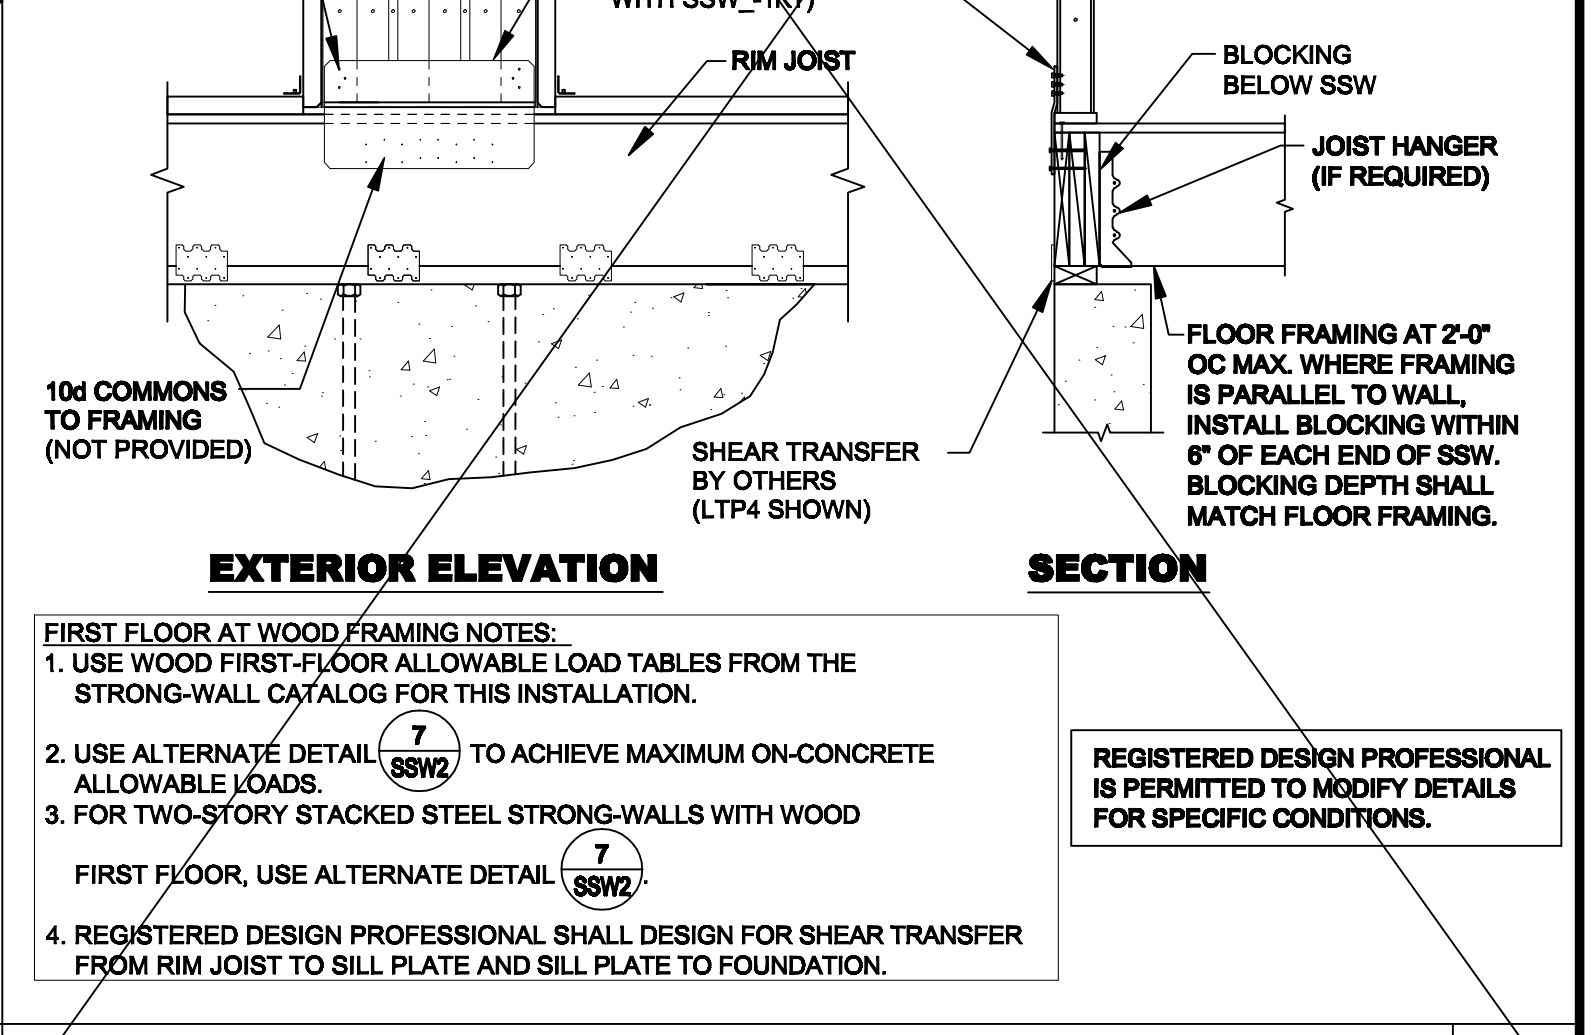 WITH SSW_-1KT)
RIM JOIST
BLOCKING
BELOW SSW
JOIST HANGER
(IF REQUIRED)
10d COMMONS
TO FRAMING
(NOT PROVIDED)
SHEAR TRANSFER
BY OTHERS
(LTP4 SHOWN)
FLOOR FRAMING AT 2'-0"
OC MAX. WHERE FRAMING
IS PARALLEL TO WALL,
INSTALL BLOCKING WITHIN
6" OF EACH END OF SSW.
BLOCKING DEPTH SHALL
MATCH FLOOR FRAMING.
EXTERIOR ELEVATION
SECTION
FIRST FLOOR AT WOOD FRAMING NOTES:
1. USE WOOD FIRST-FLOOR ALLOWABLE LOAD TABLES FROM THE
STRONG-WALL CATALOG FOR THIS INSTALLATION.
2. USE ALTERNATE DETAIL 7 SSW2 TO ACHIEVE MAXIMUM ON-CONCRETE
ALLOWABLE LOADS.
3. FOR TWO-STORY STACKED STEEL STRONG-WALLS WITH WOOD
FIRST FLOOR, USE ALTERNATE DETAIL 7 SSW2.
4. REGISTERED DESIGN PROFESSIONAL SHALL DESIGN FOR SHEAR TRANSFER
FROM RIM JOIST TO SILL PLATE AND SILL PLATE TO FOUNDATION.
REGISTERED DESIGN PROFESSIONAL
IS PERMITTED TO MODIFY DETAILS
FOR SPECIFIC CONDITIONS.